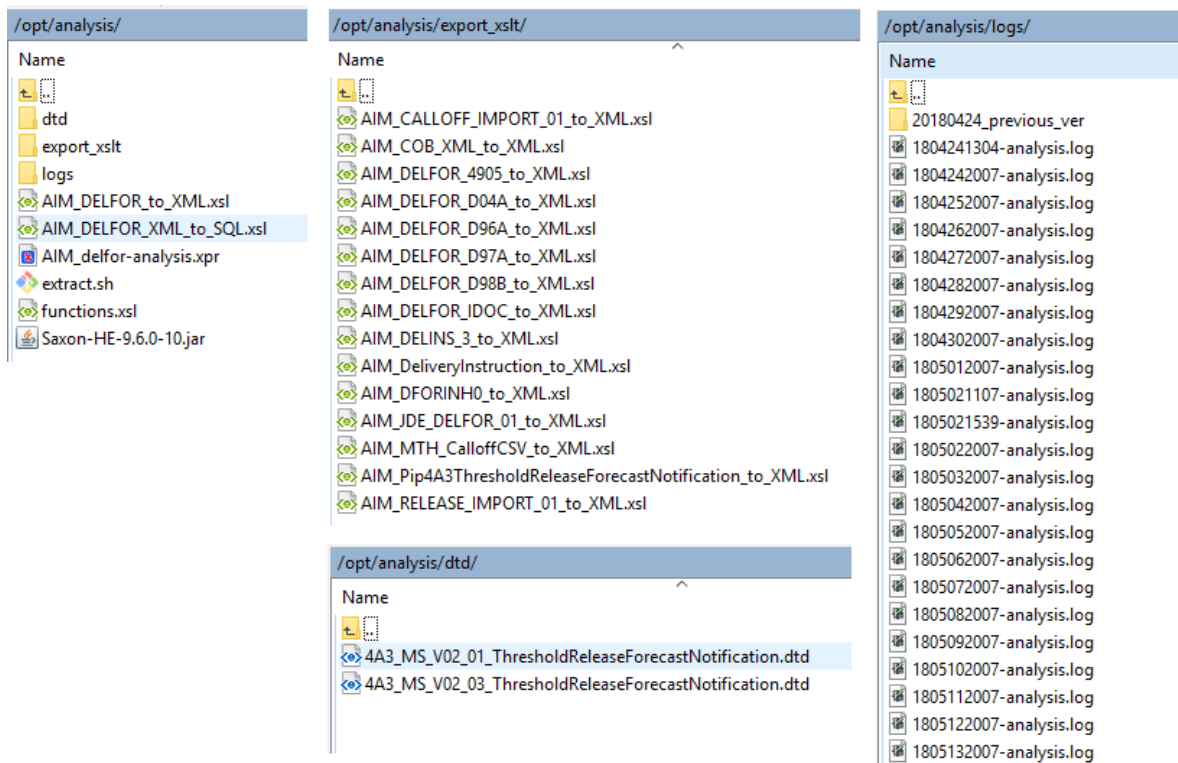 /opt/analysis/
Name
..
dtd
export_xslt
logs
AIM_DELFOR_to_XML.xsl
AIM_DELFOR_XML_to_SQL.xsl
AIM_delfor-analysis.xpr
extract.sh
functions.xsl
Saxon-HE-9.6.0-10.jar
/opt/analysis/export_xslt/
Name
..
AIM_CALLOFF_IMPORT_01_to_XML.xsl
AIM_COB_XML_to_XML.xsl
AIM_DELFOR_4905_to_XML.xsl
AIM_DELFOR_D04A_to_XML.xsl
AIM_DELFOR_D96A_to_XML.xsl
AIM_DELFOR_D97A_to_XML.xsl
AIM_DELFOR_D98B_to_XML.xsl
AIM_DELFOR_IDOC_to_XML.xsl
AIM_DELINS_3_to_XML.xsl
AIM_DeliveryInstruction_to_XML.xsl
AIM_DFORINH0_to_XML.xsl
AIM_JDE_DELFOR_01_to_XML.xsl
AIM_MTH_CalloffCSV_to_XML.xsl
AIM_Pip4A3ThresholdReleaseForecastNotification_to_XML.xsl
AIM_RELEASE_IMPORT_01_to_XML.xsl
/opt/analysis/dtd/
Name
..
4A3_MS_V02_01_ThresholdReleaseForecastNotification.dtd
4A3_MS_V02_03_ThresholdReleaseForecastNotification.dtd
/opt/analysis/logs/
Name
..
20180424_previous_ver
1804241304-analysis.log
1804242007-analysis.log
1804252007-analysis.log
1804262007-analysis.log
1804272007-analysis.log
1804282007-analysis.log
1804292007-analysis.log
1804302007-analysis.log
1805012007-analysis.log
1805021107-analysis.log
1805021539-analysis.log
1805022007-analysis.log
1805032007-analysis.log
1805042007-analysis.log
1805052007-analysis.log
1805062007-analysis.log
1805072007-analysis.log
1805082007-analysis.log
1805092007-analysis.log
1805102007-analysis.log
1805112007-analysis.log
1805122007-analysis.log
1805132007-analysis.log